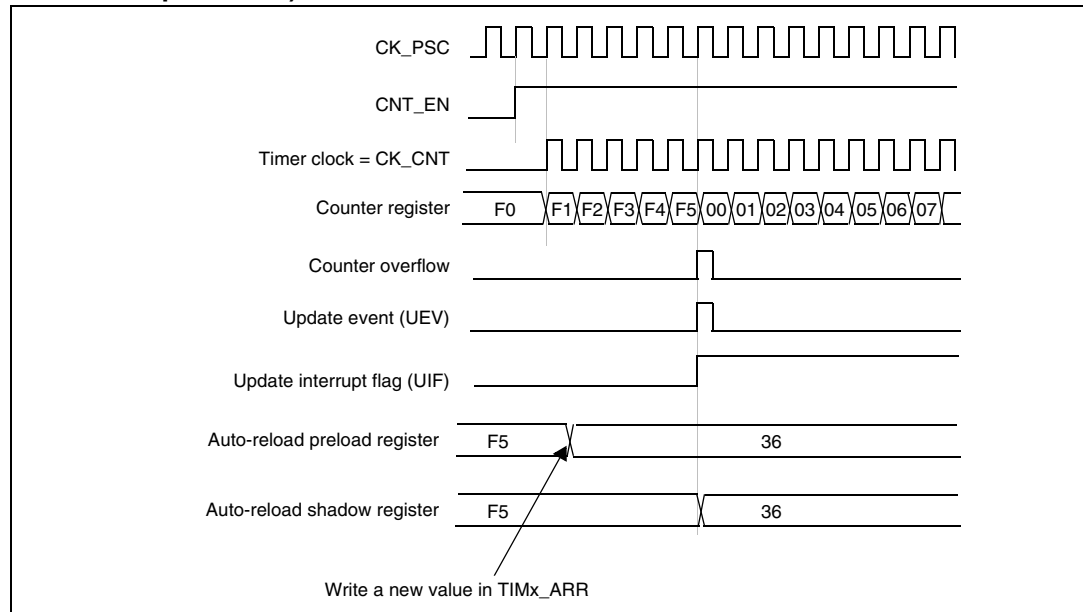 CK_PSC
CNT_EN
Timer clock = CK_CNT
Counter register F0 F1 F2 F3 F4 F5 00 01 02 03 04 05 06 07
Counter overflow
Update event (UEV)
Update interrupt flag (UIF)
Auto-reload preload register F5 36
Auto-reload shadow register F5 36
Write a new value in TIMx_ARR